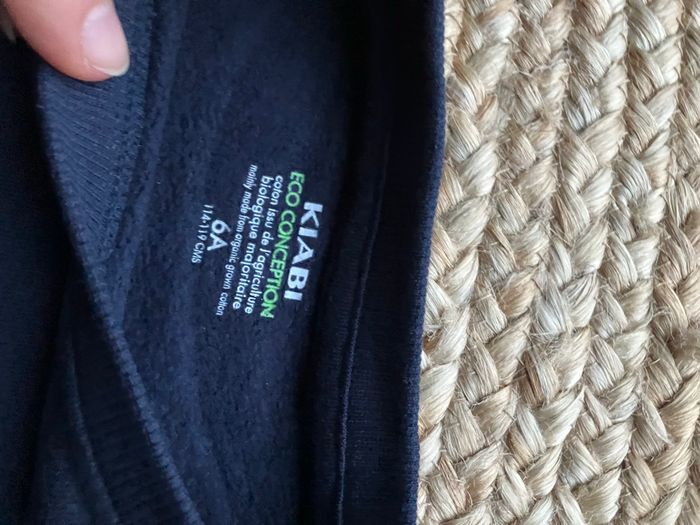 KIABI
ECO CONCEPTION
coton issu de l'agriculture
biologique majoritaire
mainly made from organic grown cotton
6A
114-119 CMS